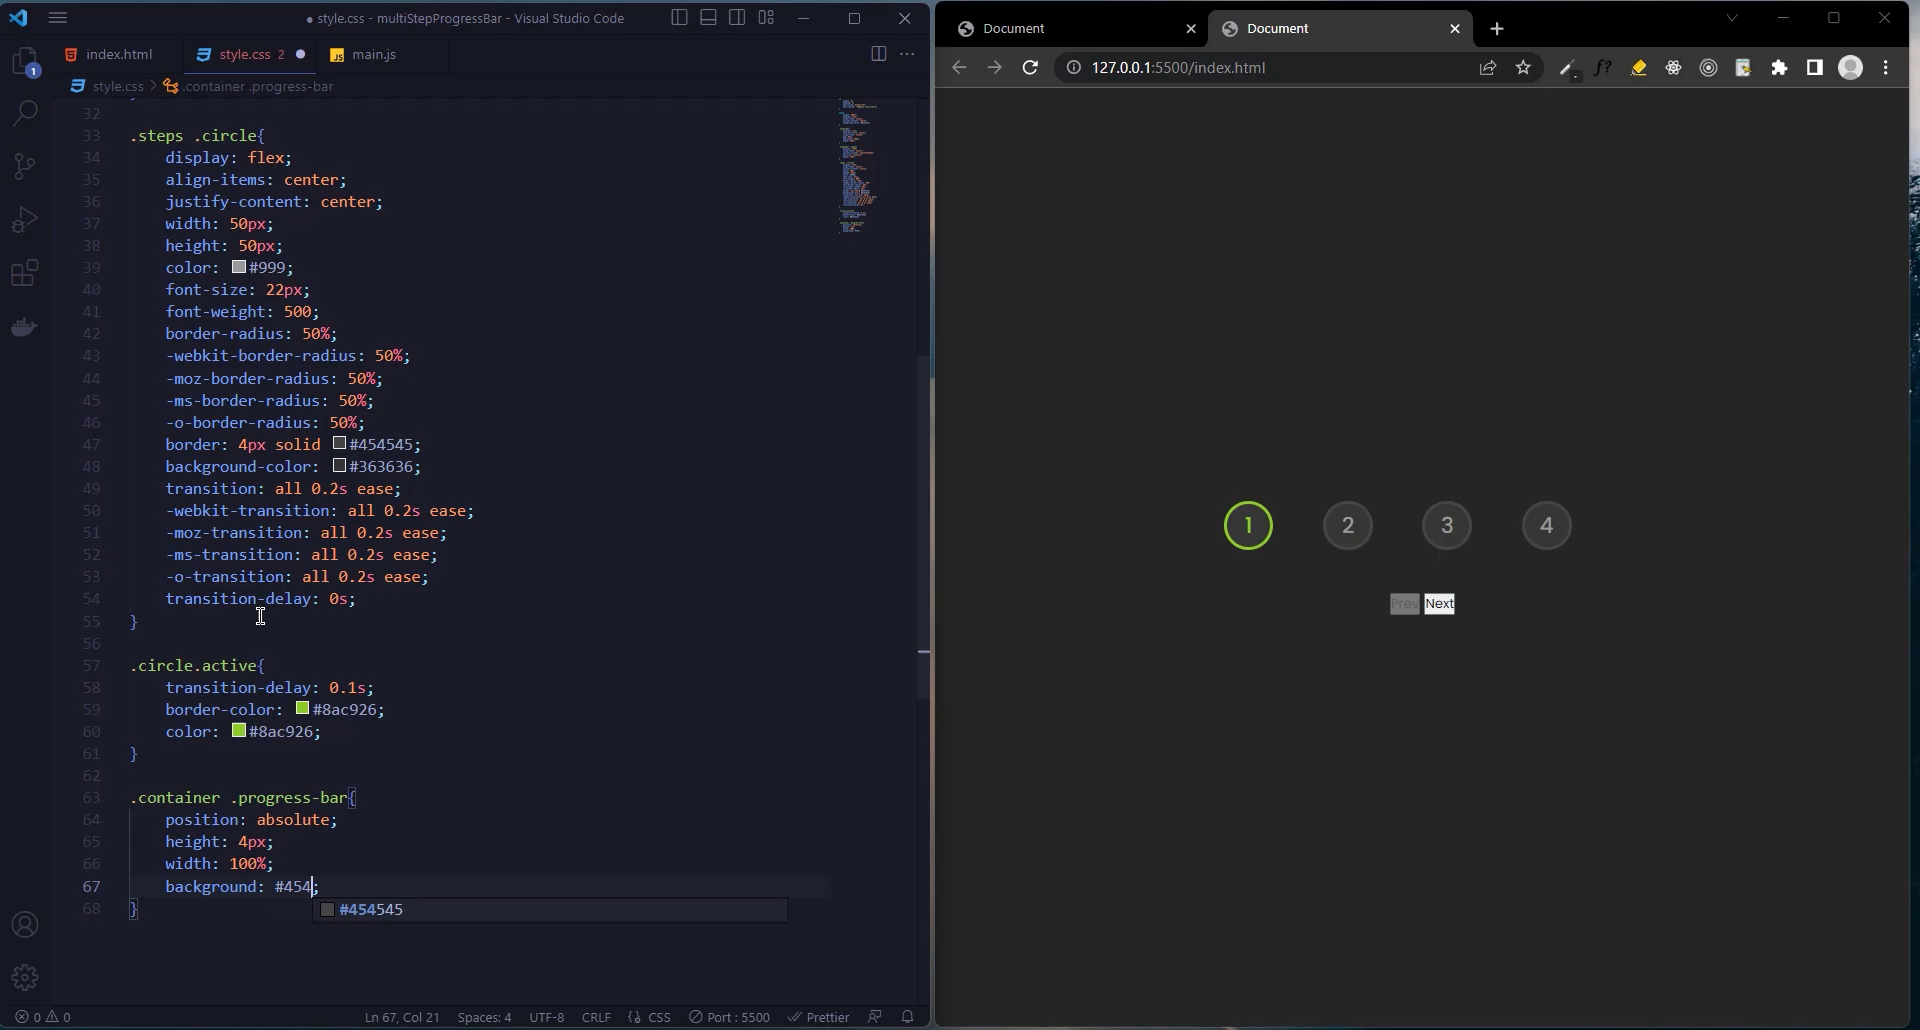 ● style.css - multiStepProgressBar - Visual Studio Code
index.html
style.css 2 ●
JS main.js
1
style.css > .container .progress-bar
32
33 .steps .circle{
34 display: flex;
35 align-items: center;
36 justify-content: center;
37 width: 50px;
38 height: 50px;
39 color: #999;
40 font-size: 22px;
41 font-weight: 500;
42 border-radius: 50%;
43 -webkit-border-radius: 50%;
44 -moz-border-radius: 50%;
45 -ms-border-radius: 50%;
46 -o-border-radius: 50%;
47 border: 4px solid #454545;
48 background-color: #363636;
49 transition: all 0.2s ease;
50 -webkit-transition: all 0.2s ease;
51 -moz-transition: all 0.2s ease;
52 -ms-transition: all 0.2s ease;
53 -o-transition: all 0.2s ease;
54 transition-delay: 0s;
55 }
56
57 .circle.active{
58 transition-delay: 0.1s;
59 border-color: #8ac926;
60 color: #8ac926;
61 }
62
63 .container .progress-bar{
64 position: absolute;
65 height: 4px;
66 width: 100%;
67 background: #454;
68 }
#454545
0 0 Ln 67, Col 21 Spaces: 4 UTF-8 CRLF {} CSS Port : 5500 Prettier
Document
Document
127.0.0.1:5500/index.html
f?
1 2 3 4
Prev Next